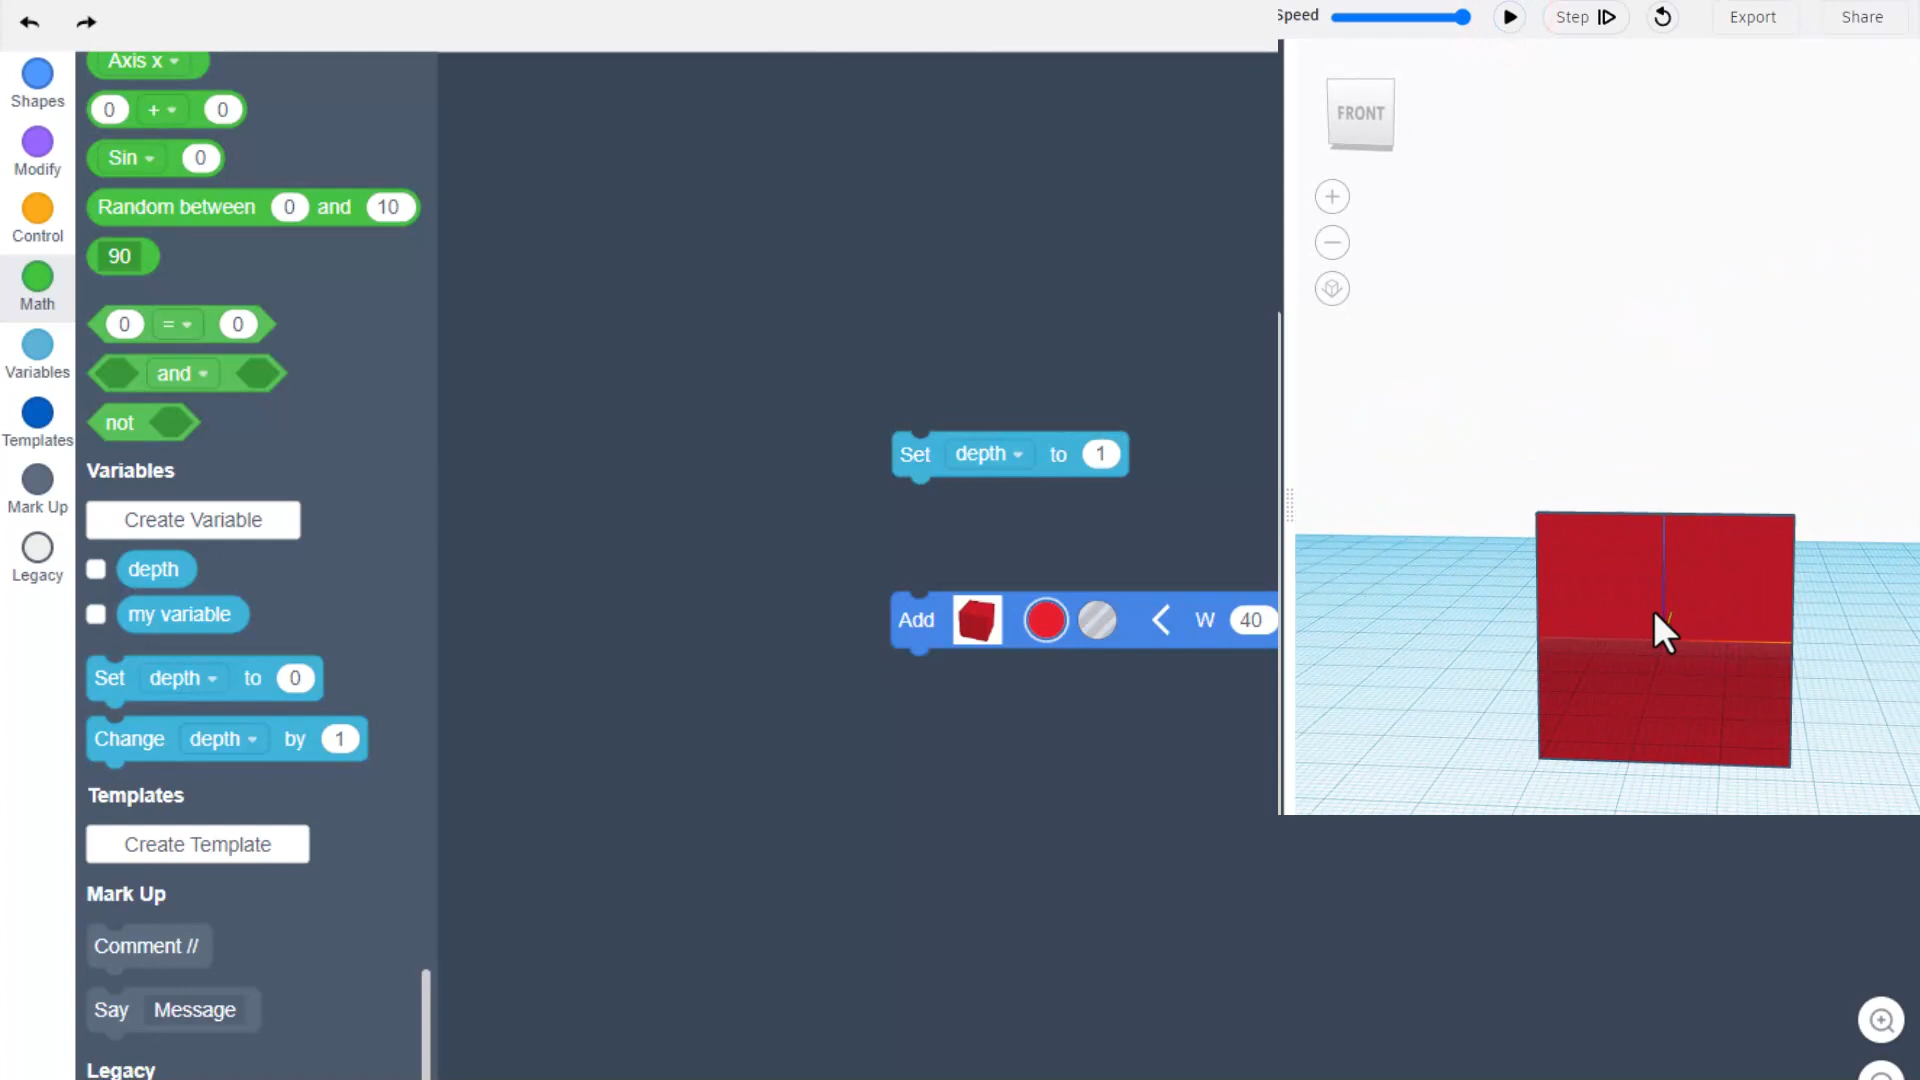 Speed
Step
Export
Share
FRONT
Shapes
Modify
Control
Math
Variables
Templates
Mark Up
Legacy
Axis x
0 + 0
Sin 0
Random between 0 and 10
90
0 = 0
and
not
Variables
Create Variable
depth
my variable
Set depth to 0
Change depth by 1
Templates
Create Template
Mark Up
Comment //
Say Message
Legacy
Set depth to 1
Add W 40